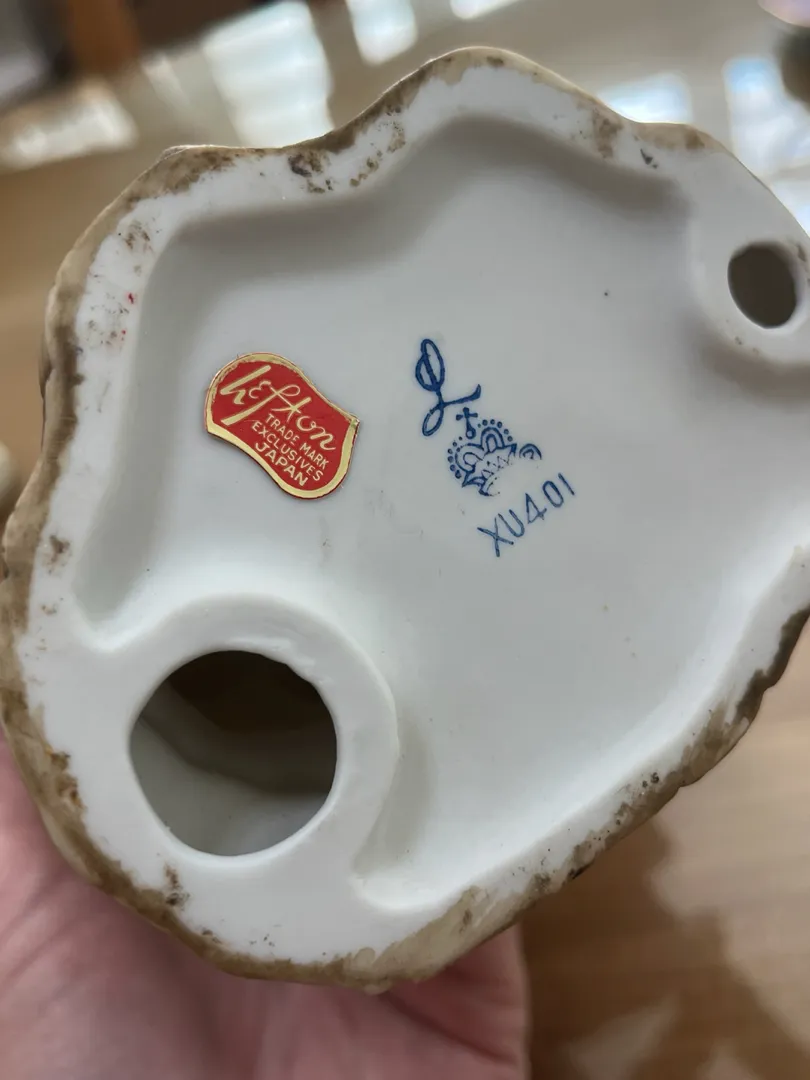 Lefton
TRADE MARK
EXCLUSIVES
JAPAN
L
XU401